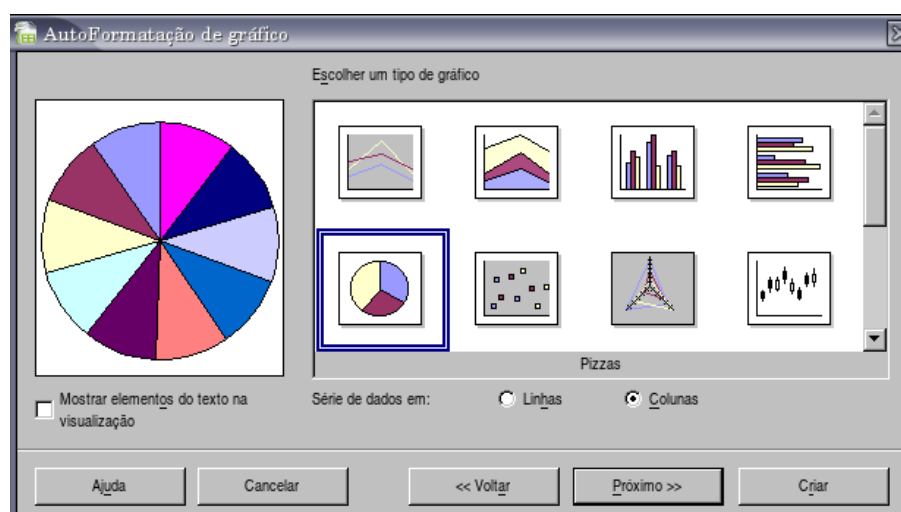 AutoFormatação de gráfico
Escolher um tipo de gráfico
Pizzas
Mostrar elementos do texto na
visualização
Série de dados em:
Linhas
Colunas
Ajuda
Cancelar
<< Voltar
Próximo >>
Criar